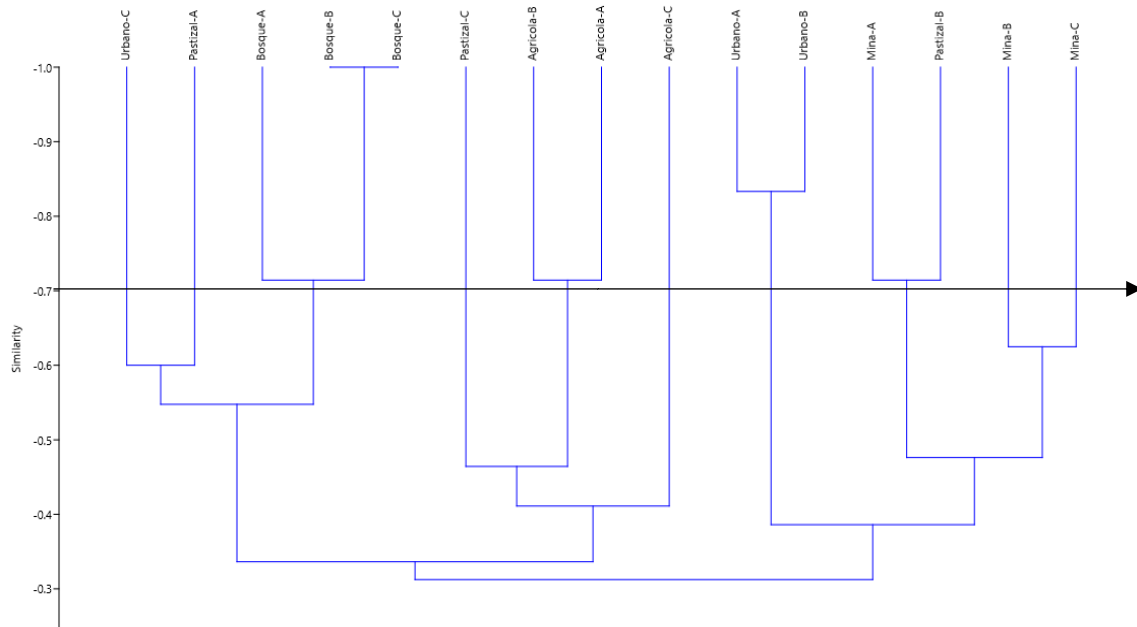 Urbano-C
Pastizal-A
Bosque-A
Bosque-B
Bosque-C
Pastizal-C
Agricola-B
Agricola-A
Agricola-C
Urbano-A
Urbano-B
Mina-A
Pastizal-B
Mina-B
Mina-C
-1.0
-0.9
-0.8
-0.7
-0.6
-0.5
-0.4
-0.3
Similarity